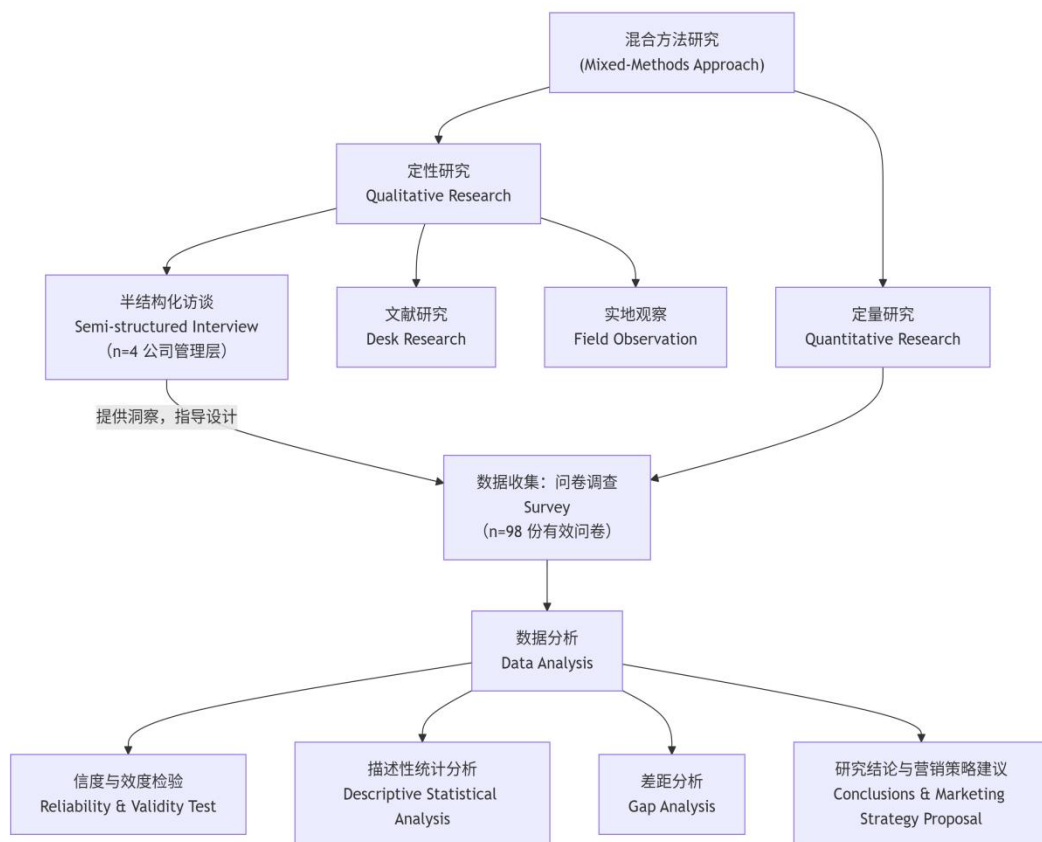 混合方法研究
(Mixed-Methods Approach)
定性研究
Qualitative Research
半结构化访谈
Semi-structured Interview
（n=4 公司管理层）
文献研究
Desk Research
实地观察
Field Observation
定量研究
Quantitative Research
提供洞察，指导设计
数据收集：问卷调查
Survey
（n=98 份有效问卷）
数据分析
Data Analysis
信度与效度检验
Reliability & Validity Test
描述性统计分析
Descriptive Statistical
Analysis
差距分析
Gap Analysis
研究结论与营销策略建议
Conclusions & Marketing
Strategy Proposal